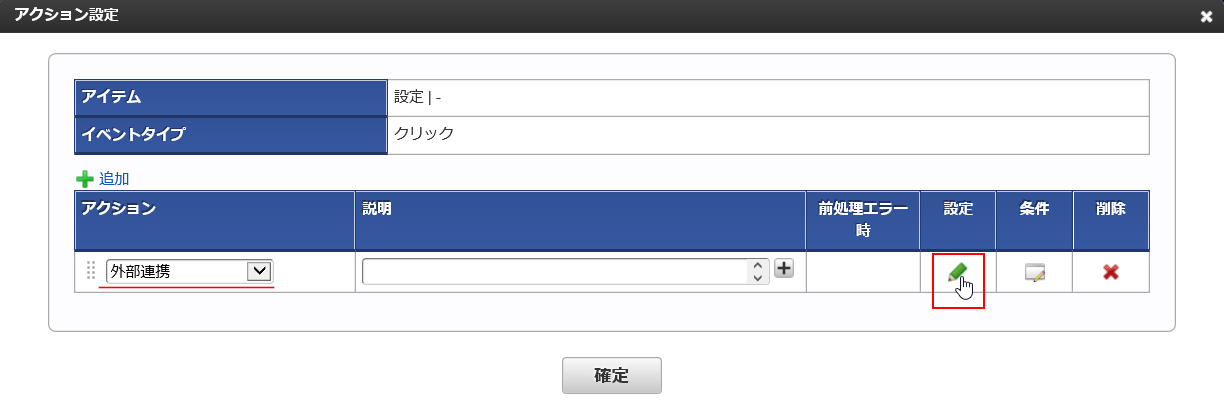 アクション設定
アイテム 設定 | -
イベントタイプ クリック
追加
アクション 説明 前処理エラー時 設定 条件 削除
外部連携
確定